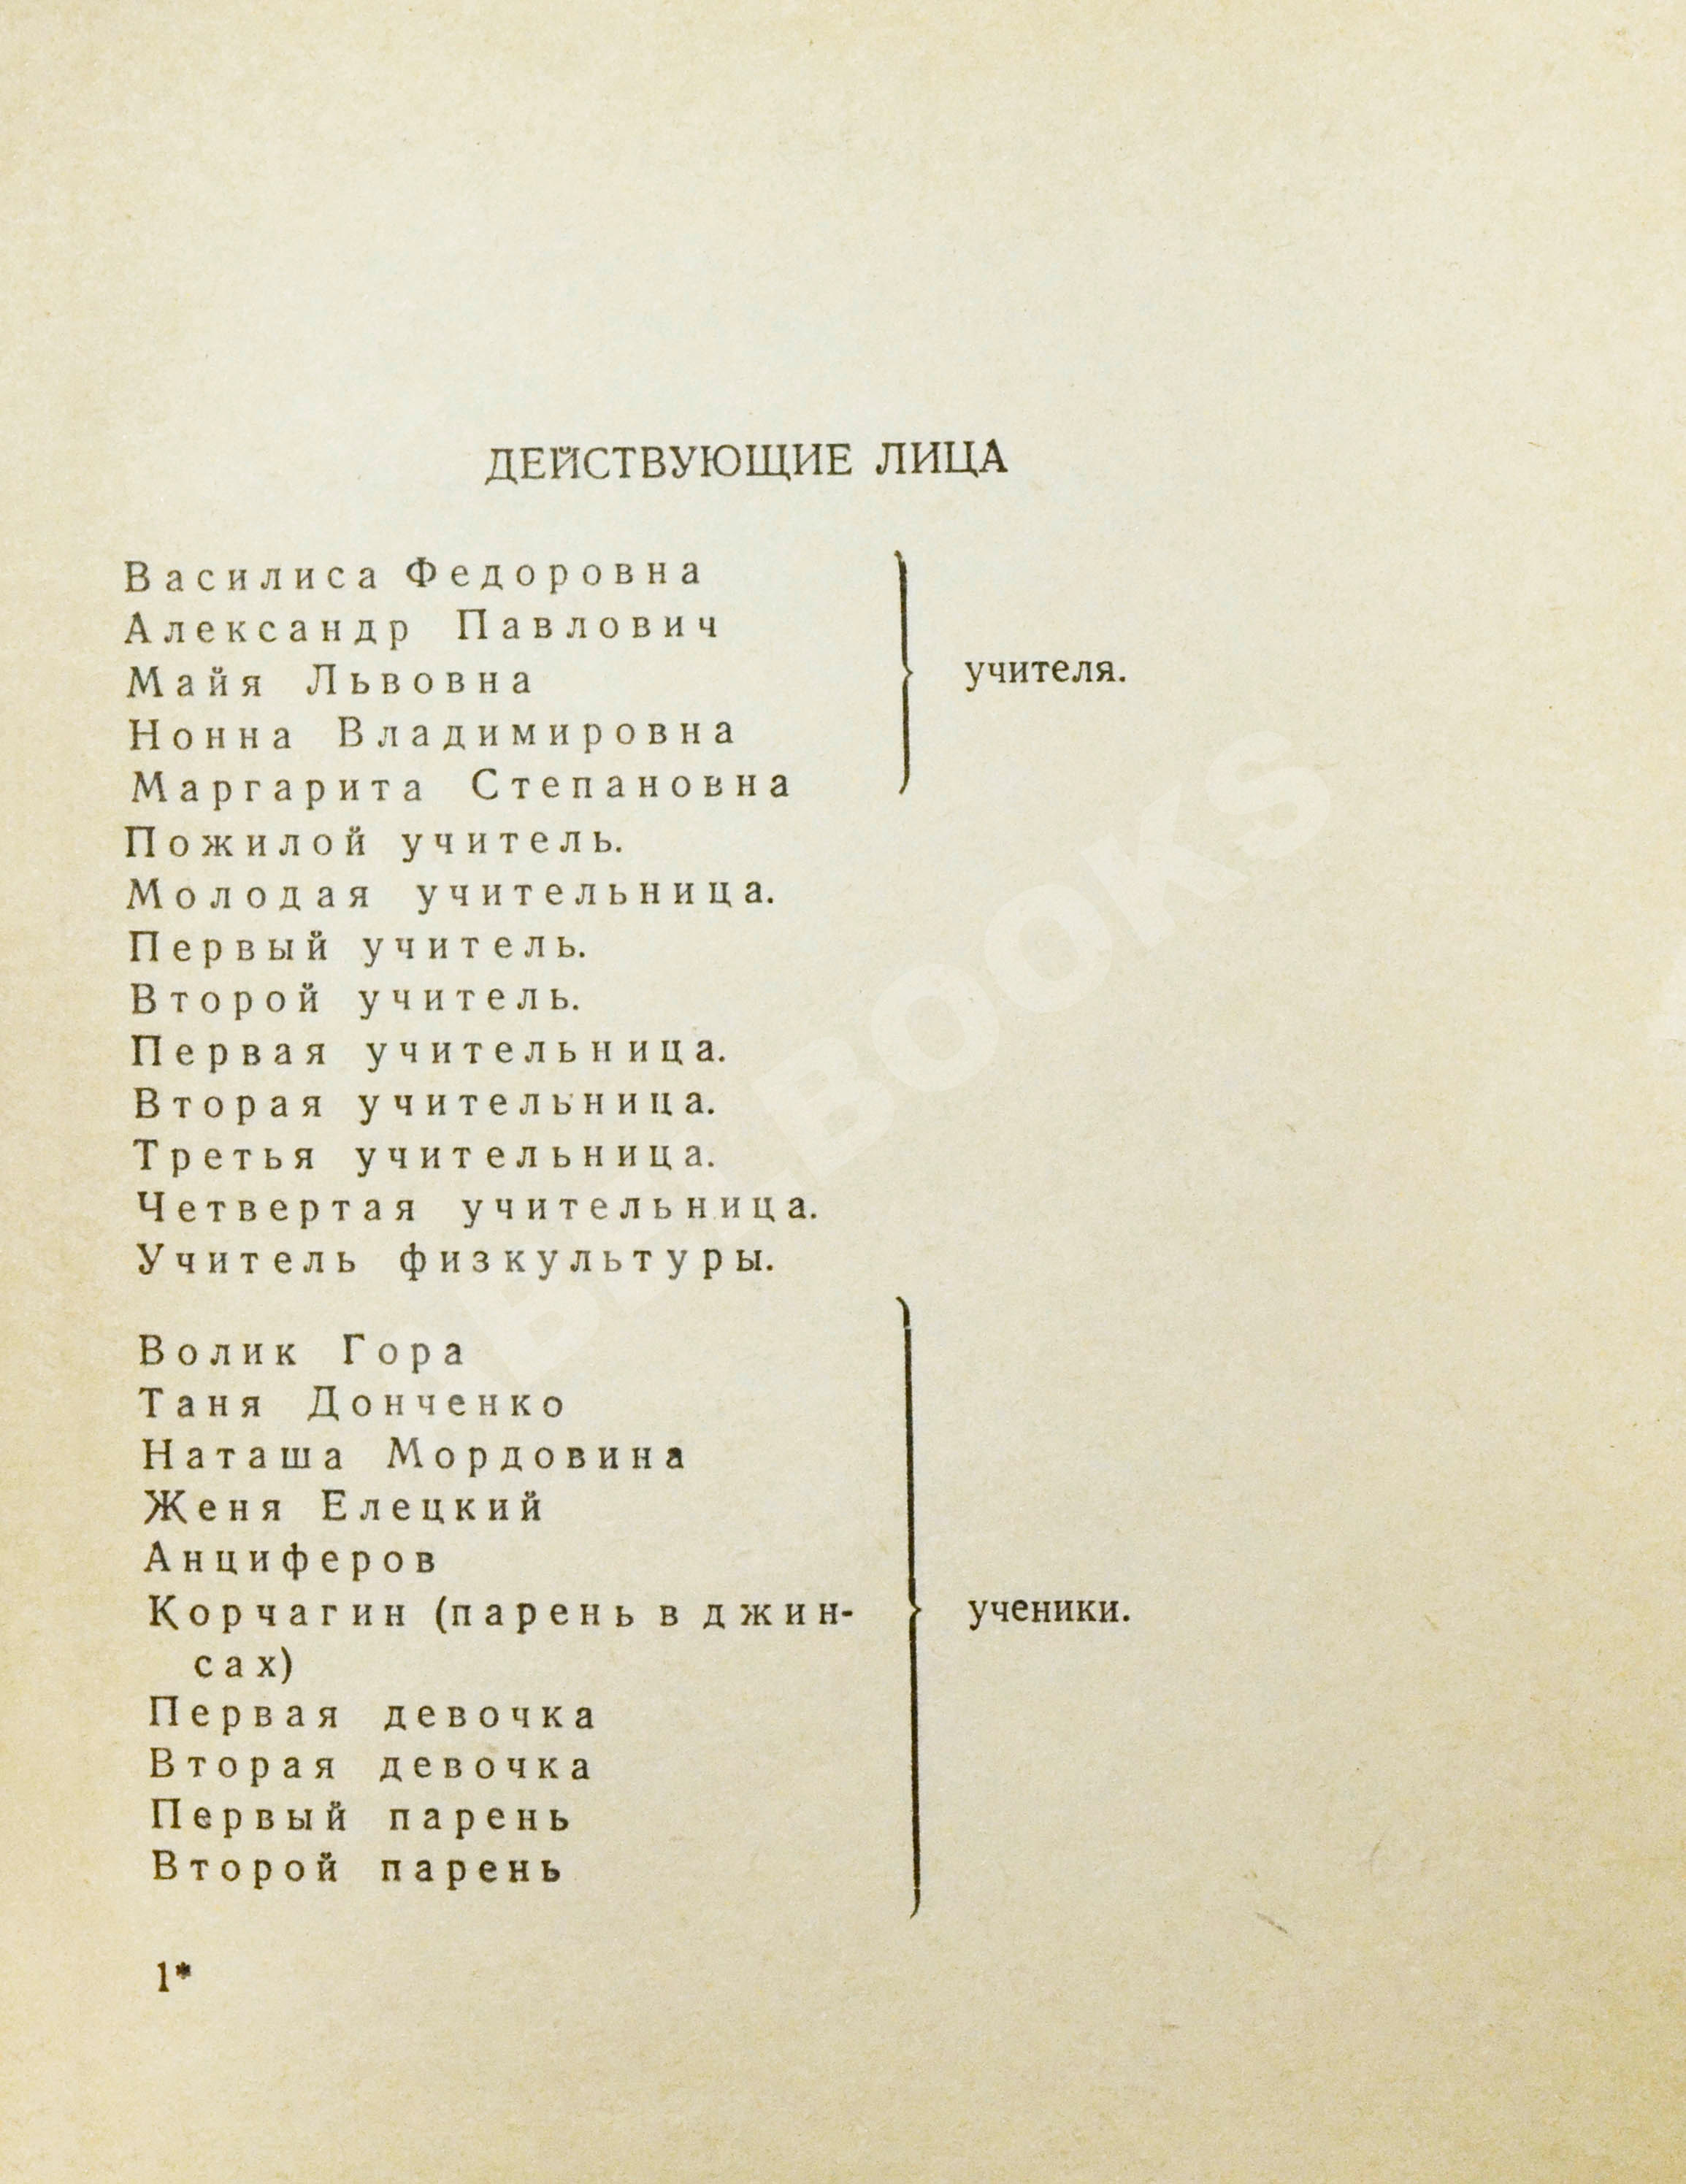 ДЕЙСТВУЮЩИЕ ЛИЦА
Василиса Федоровна
Александр Павлович
Майя Львовна
учителя.
Нонна Владимировна
Маргарита Степановна
Пожилой учитель.
Молодая учительница.
Первый учитель.
Второй учитель.
Первая учительница.
Вторая учительница.
Третья учительница.
Четвертая учительница.
Учитель физкультуры.
Волик Гора
Таня Донченко
Наташа Мордовина
Женя Елецкий
Анциферов
Корчагин (парень в джин-
ученики.
сах)
Первая девочка
Вторая девочка
Первый парень
Второй парень
1*
Books